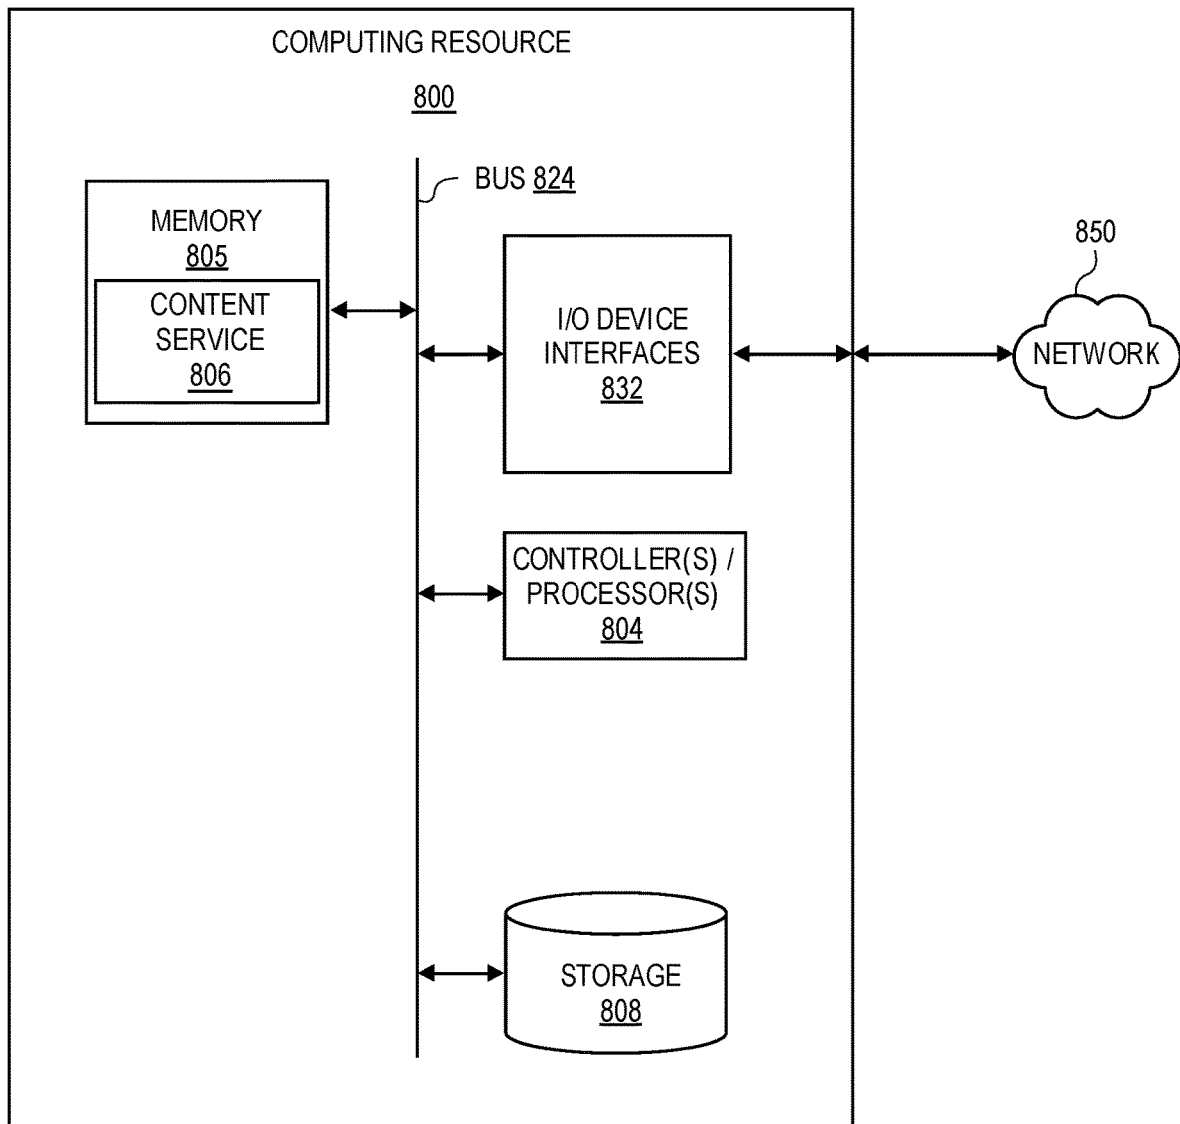 COMPUTING RESOURCE
800
BUS 824
MEMORY
805
CONTENT
SERVICE
806
I/O DEVICE
INTERFACES
832
850
NETWORK
CONTROLLER(S) /
PROCESSOR(S)
804
STORAGE
808